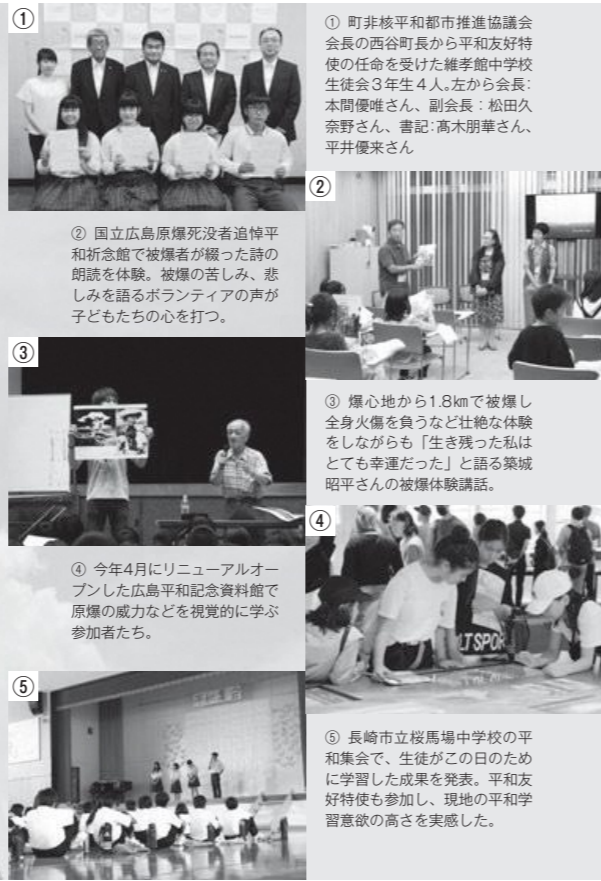 ①
① 町非核平和都市推進協議会
会長の西谷町長から平和友好特
使の任命を受けた維孝館中学校
生徒会３年生４人。左から会長：
本間優唯さん、副会長：松田久
奈野さん、書記：髙木朋華さん、
平井優来さん
②
② 国立広島原爆死没者追悼平
和祈念館で被爆者が綴った詩の
朗読を体験。被爆の苦しみ、悲
しみを語るボランティアの声が
子どもたちの心を打つ。
③
③ 爆心地から1.8㎞で被爆し
全身火傷を負うなど壮絶な体験
をしながらも「生き残った私は
とても幸運だった」と語る築城
昭平さんの被爆体験講話。
④
④ 今年4月にリニューアルオー
プンした広島平和記念資料館で
原爆の威力などを視覚的に学ぶ
参加者たち。
LT SPOR
⑤
⑤ 長崎市立桜馬場中学校の平
和集会で、生徒がこの日のため
に学習した成果を発表。平和友
好特使も参加し、現地の平和学
習意欲の高さを実感した。